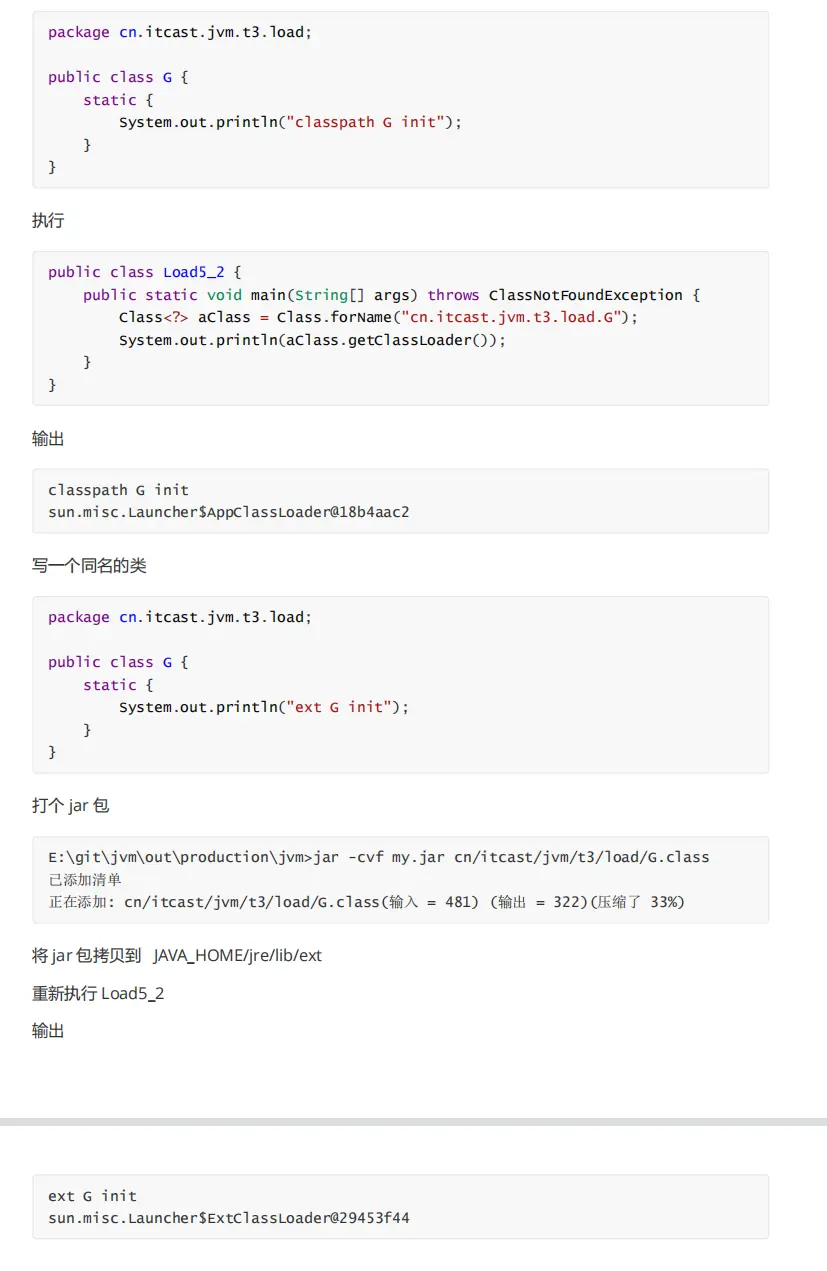 package cn.itcast.jvm.t3.load;
public class G {
static {
System.out.println("classpath G init");
}
}
执行
public class Load5_2 {
public static void main(String[] args) throws ClassNotFoundException {
Class<?> aClass = Class.forName("cn.itcast.jvm.t3.load.G");
System.out.println(aClass.getClassLoader());
}
}
输出
classpath G init
sun.misc.Launcher$AppClassLoader@18b4aac2
写一个同名的类
package cn.itcast.jvm.t3.load;
public class G {
static {
System.out.println("ext G init");
}
}
打个 jar 包
E:\git\jvm\out\production\jvm>jar -cvf my.jar cn/itcast/jvm/t3/load/G.class
已添加清单
正在添加: cn/itcast/jvm/t3/load/G.class(输入 = 481) (输出 = 322)(压缩了 33%)
将 jar 包拷贝到 JAVA_HOME/jre/lib/ext
重新执行 Load5_2
输出
ext G init
sun.misc.Launcher$ExtClassLoader@29453f44